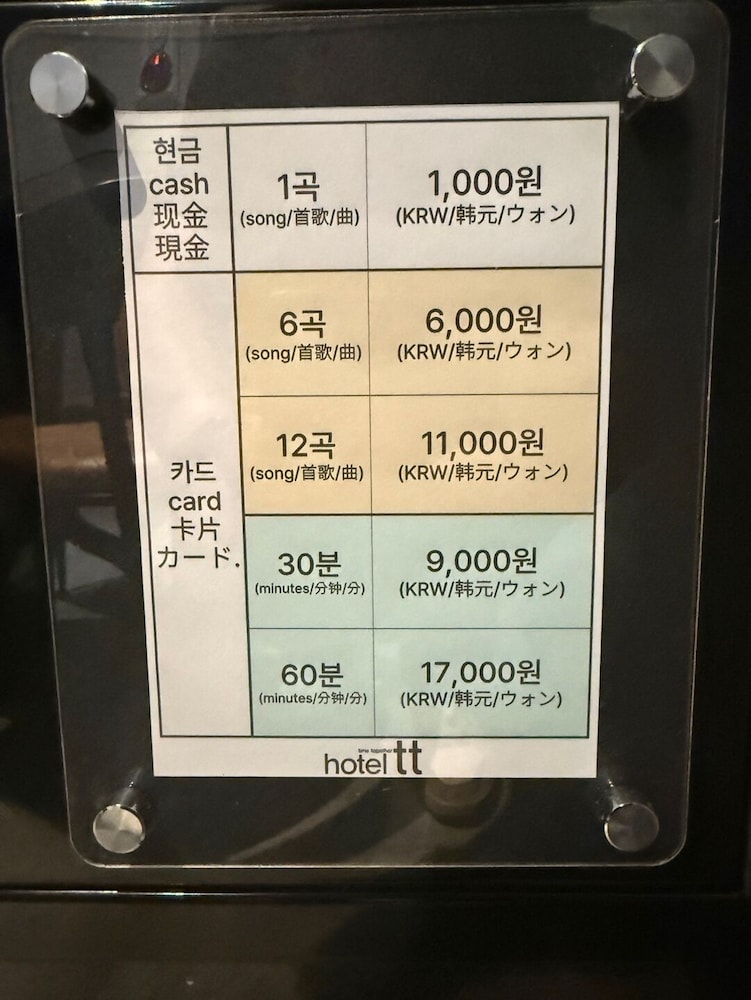 현금
cash
现金
現金
1곡
(song/首歌/曲)
1,000원
(KRW/韩元/ウォン)
카드
card
卡片
カード.
6곡
(song/首歌/曲)
6,000원
(KRW/韩元/ウォン)
12곡
(song/首歌/曲)
11,000원
(KRW/韩元/ウォン)
30분
(minutes/分钟/分)
9,000원
(KRW/韩元/ウォン)
60분
(minutes/分钟/分)
17,000원
(KRW/韩元/ウォン)
time together
hotel tt